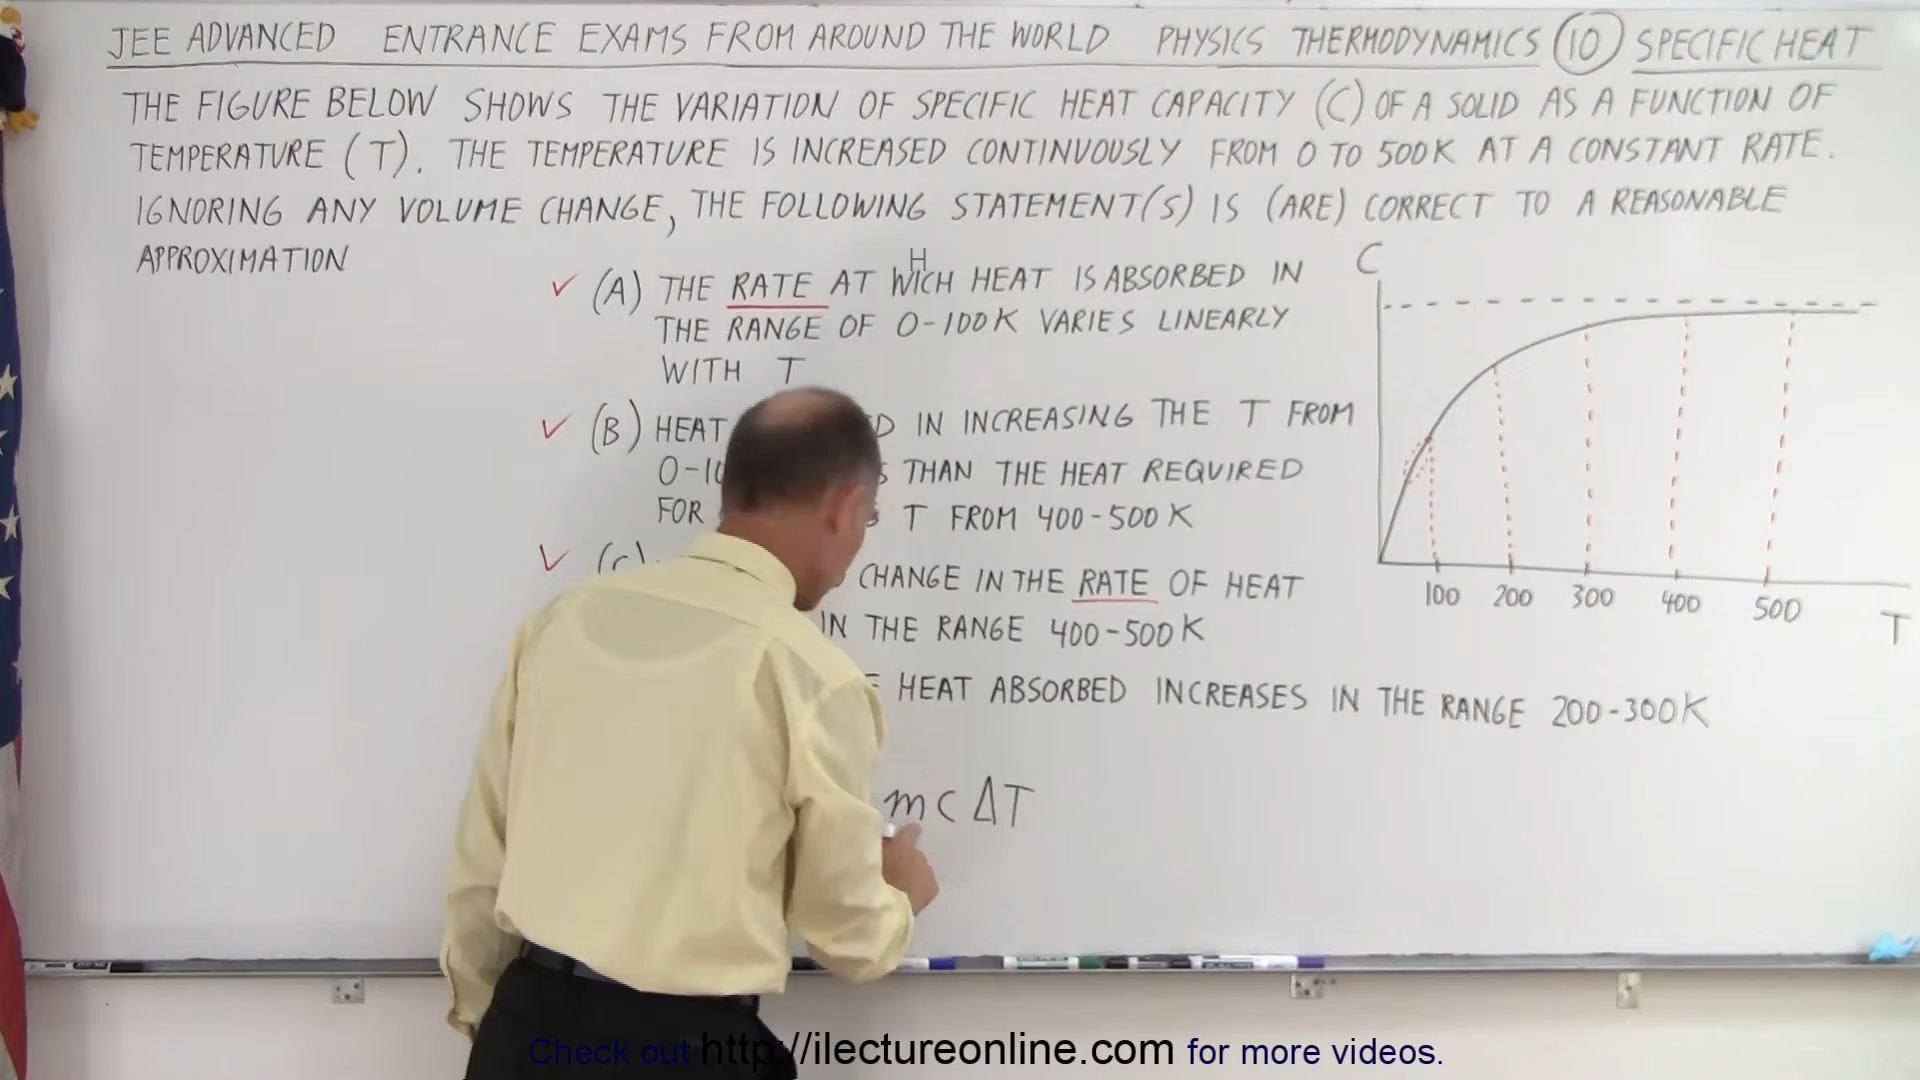 JEE ADVANCED ENTRANCE EXAMS FROM AROUND THE WORLD PHYSICS THERMODYNAMICS 10 SPECIFIC HEAT
THE FIGURE BELOW SHOWS THE VARIATION OF SPECIFIC HEAT CAPACITY (C) OF A SOLID AS A FUNCTION OF
TEMPERATURE (T). THE TEMPERATURE IS INCREASED CONTINUOUSLY FROM 0 TO 500K AT A CONSTANT RATE.
IGNORING ANY VOLUME CHANGE, THE FOLLOWING STATEMENT(S) IS (ARE) CORRECT TO A REASONABLE
APPROXIMATION
H
✓ (A) THE RATE AT WICH HEAT IS ABSORBED IN
THE RANGE OF 0-100K VARIES LINEARLY
WITH T
✓ (B) HEAT IN INCREASING THE T FROM
THAN THE HEAT REQUIRED
FOR T FROM 400-500K
✓ (C) CHANGE IN THE RATE OF HEAT
IN THE RANGE 400-500K
HEAT ABSORBED INCREASES IN THE RANGE 200-300K
mcΔT
C
100 200 300 400 500
T
Check out http://ilectureonline.com for more videos.